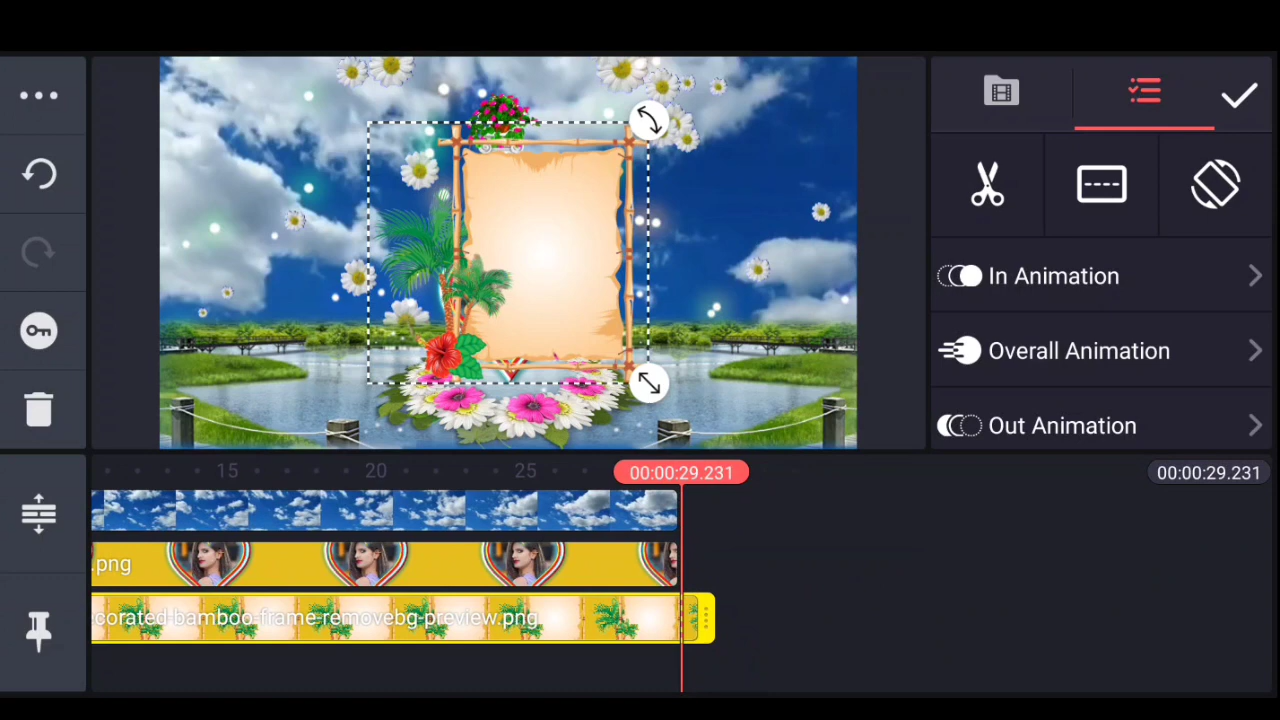 In Animation
Overall Animation
Out Animation
15
20
25
00:00:29.231
00:00:29.231
.png
corated-bamboo-frame-removebg-preview.png